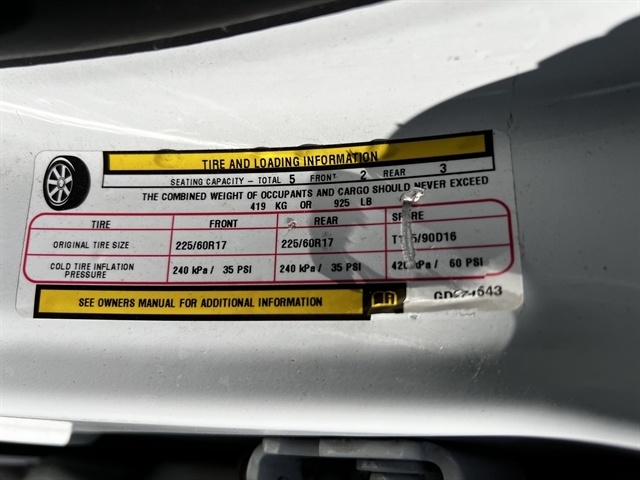 TIRE AND LOADING INFORMATION
SEATING CAPACITY - TOTAL 5 FRONT 2 REAR 3
THE COMBINED WEIGHT OF OCCUPANTS AND CARGO SHOULD NEVER EXCEED
419 KG OR 925 LB
TIRE FRONT REAR SPARE
ORIGINAL TIRE SIZE 225/60R17 225/60R17
COLD TIRE INFLATION PRESSURE 240 kPa / 35 PSI 240 kPa / 35 PSI 420 kPa / 60 PSI
SEE OWNERS MANUAL FOR ADDITIONAL INFORMATION